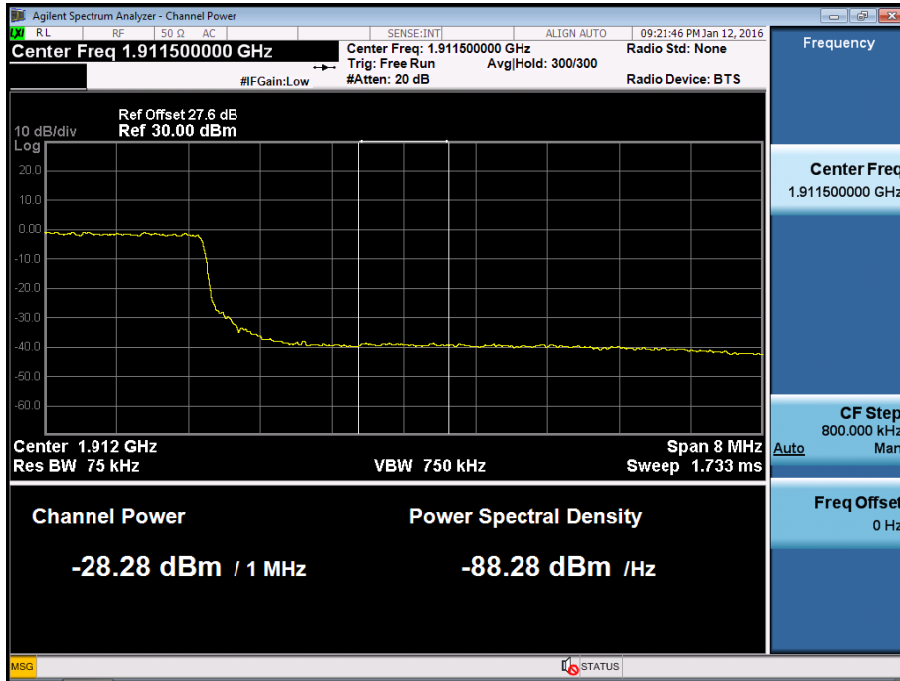 Agilent Spectrum Analyzer - Channel Power
LXI RL RF 50 Ω AC SENSE:INT ALIGN AUTO 09:21:46 PM Jan 12, 2016
Center Freq 1.911500000 GHz
Center Freq: 1.911500000 GHz Radio Std: None
Trig: Free Run Avg|Hold: 300/300
#IFGain:Low #Atten: 20 dB Radio Device: BTS
Ref Offset 27.6 dB
10 dB/div Ref 30.00 dBm
Log
20.0
10.0
0.00
-10.0
-20.0
-30.0
-40.0
-50.0
-60.0
Center 1.912 GHz Span 8 MHz
Res BW 75 kHz VBW 750 kHz Sweep 1.733 ms
Channel Power Power Spectral Density
-28.28 dBm / 1 MHz -88.28 dBm /Hz
MSG STATUS
Frequency
Center Freq
1.911500000 GHz
CF Step
800.000 kHz
Auto Man
Freq Offset
0 Hz